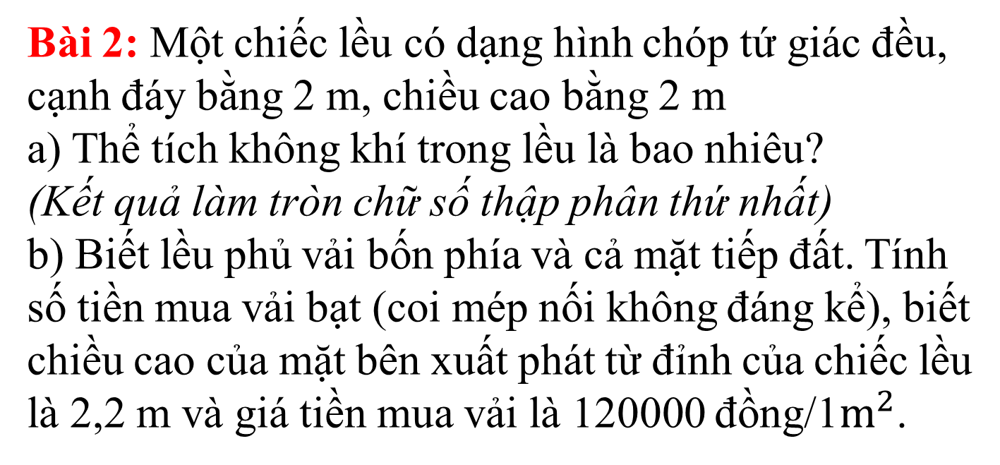 Bài 2: Một chiếc lều có dạng hình chóp tứ giác đều,
cạnh đáy bằng 2 m, chiều cao bằng 2 m
a) Thể tích không khí trong lều là bao nhiêu?
(Kết quả làm tròn chữ số thập phân thứ nhất)
b) Biết lều phủ vải bốn phía và cả mặt tiếp đất. Tính
số tiền mua vải bạt (coi mép nối không đáng kể), biết
chiều cao của mặt bên xuất phát từ đỉnh của chiếc lều
là 2,2 m và giá tiền mua vải là 120000 đồng/1m².